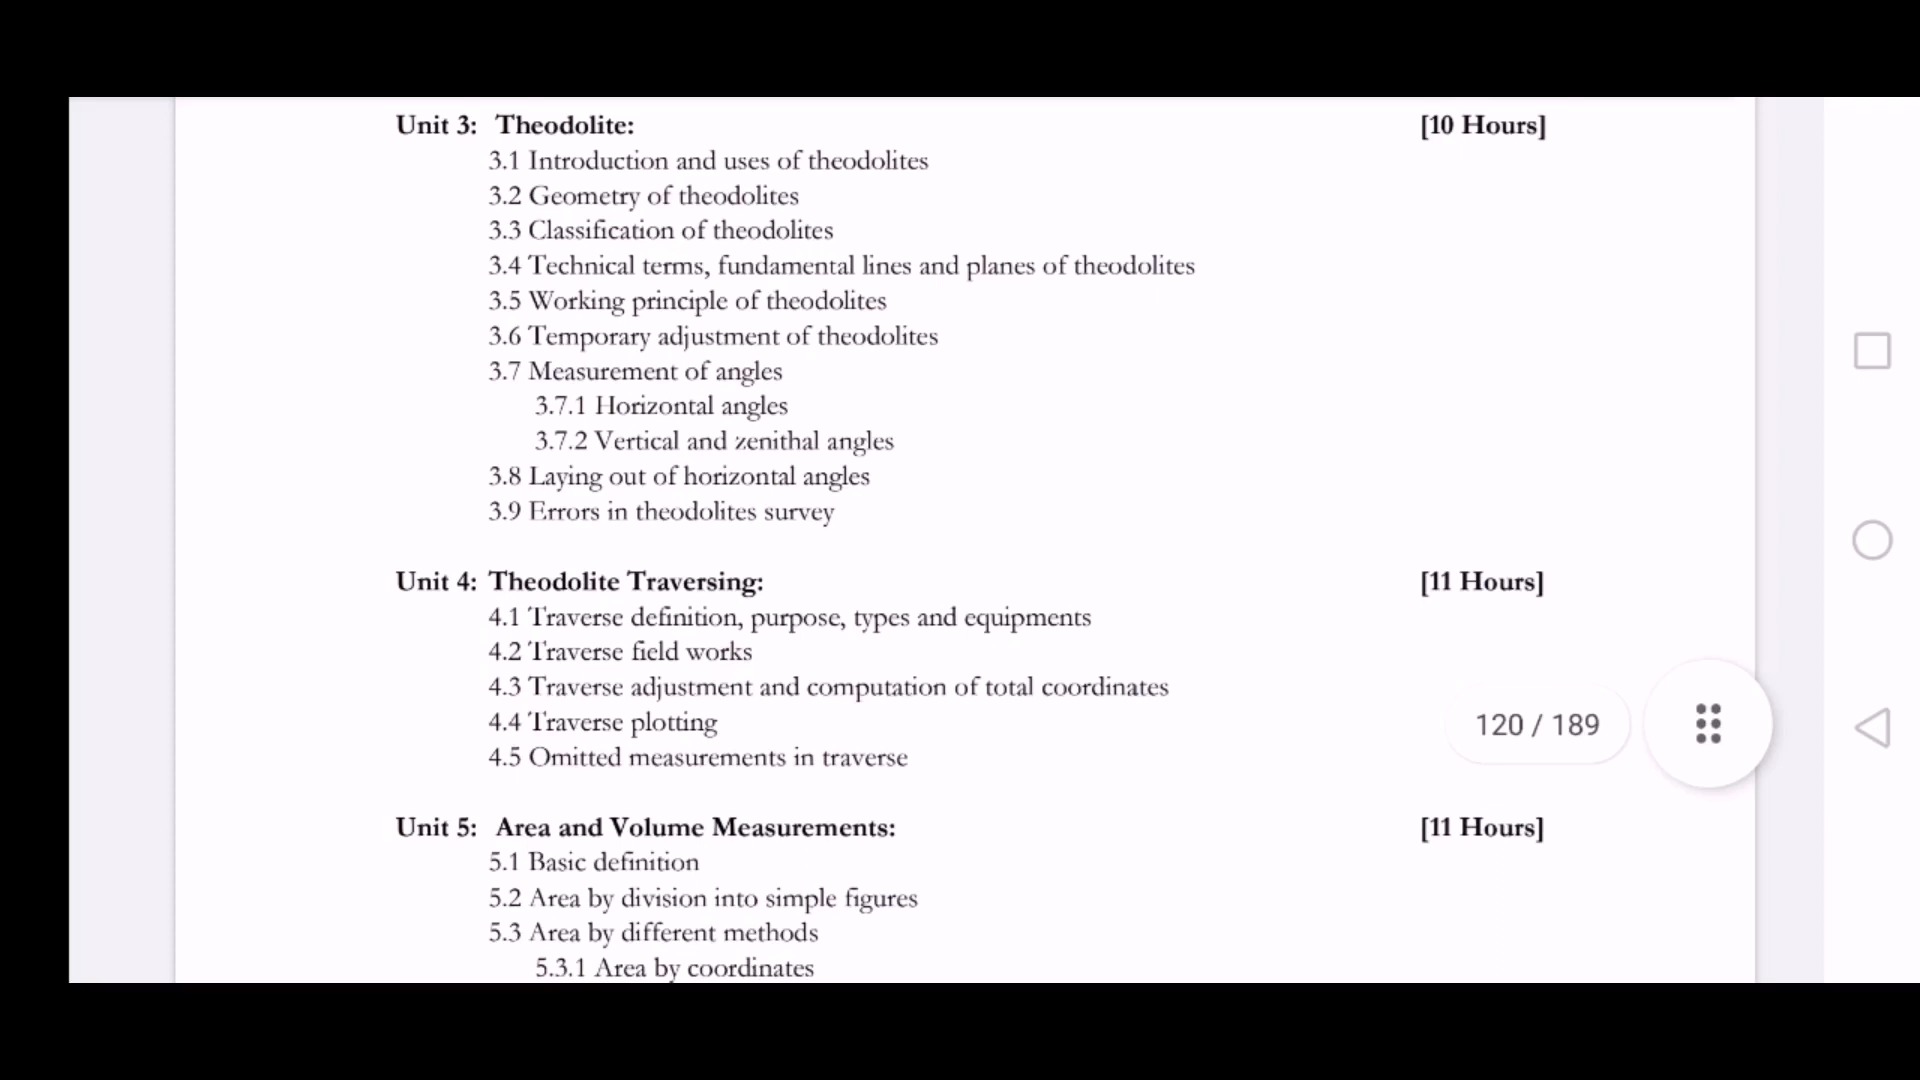 Unit 3: Theodolite: [10 Hours]
3.1 Introduction and uses of theodolites
3.2 Geometry of theodolites
3.3 Classification of theodolites
3.4 Technical terms, fundamental lines and planes of theodolites
3.5 Working principle of theodolites
3.6 Temporary adjustment of theodolites
3.7 Measurement of angles
3.7.1 Horizontal angles
3.7.2 Vertical and zenithal angles
3.8 Laying out of horizontal angles
3.9 Errors in theodolites survey
Unit 4: Theodolite Traversing: [11 Hours]
4.1 Traverse definition, purpose, types and equipments
4.2 Traverse field works
4.3 Traverse adjustment and computation of total coordinates
4.4 Traverse plotting
120 / 189
4.5 Omitted measurements in traverse
Unit 5: Area and Volume Measurements: [11 Hours]
5.1 Basic definition
5.2 Area by division into simple figures
5.3 Area by different methods
5.3.1 Area by coordinates